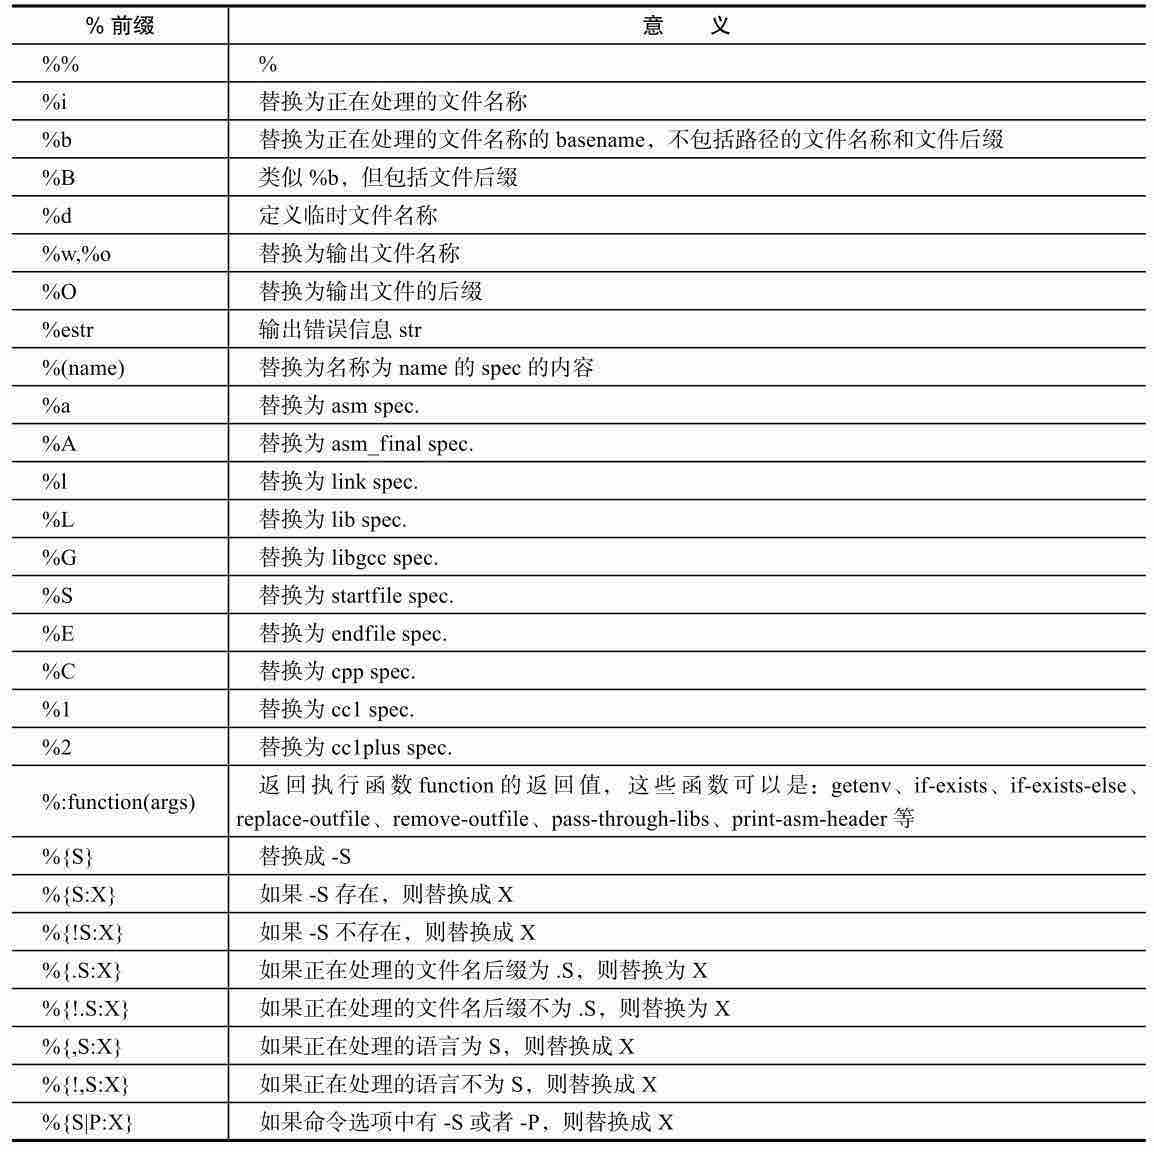 % 前缀 意 义
%% %
%i 替换为正在处理的文件名称
%b 替换为正在处理的文件名称的 basename，不包括路径的文件名称和文件后缀
%B 类似 %b，但包括文件后缀
%d 定义临时文件名称
%w,%o 替换为输出文件名称
%O 替换为输出文件的后缀
%estr 输出错误信息 str
%(name) 替换为名称为 name 的 spec 的内容
%a 替换为 asm spec.
%A 替换为 asm_final spec.
%l 替换为 link spec.
%L 替换为 lib spec.
%G 替换为 libgcc spec.
%S 替换为 startfile spec.
%E 替换为 endfile spec.
%C 替换为 cpp spec.
%1 替换为 cc1 spec.
%2 替换为 cc1plus spec.
%:function(args) 返回执行函数 function 的返回值，这些函数可以是：getenv、if-exists、if-exists-else、
replace-outfile、remove-outfile、pass-through-libs、print-asm-header 等
%{S} 替换成 -S
%{S:X} 如果 -S 存在，则替换成 X
%{!S:X} 如果 -S 不存在，则替换成 X
%{.S:X} 如果正在处理的文件名后缀为 .S，则替换为 X
%{!.S:X} 如果正在处理的文件名后缀不为 .S，则替换为 X
%{,S:X} 如果正在处理的语言为 S，则替换成 X
%{!,S:X} 如果正在处理的语言不为 S，则替换成 X
%{S|P:X} 如果命令选项中有 -S 或者 -P，则替换成 X